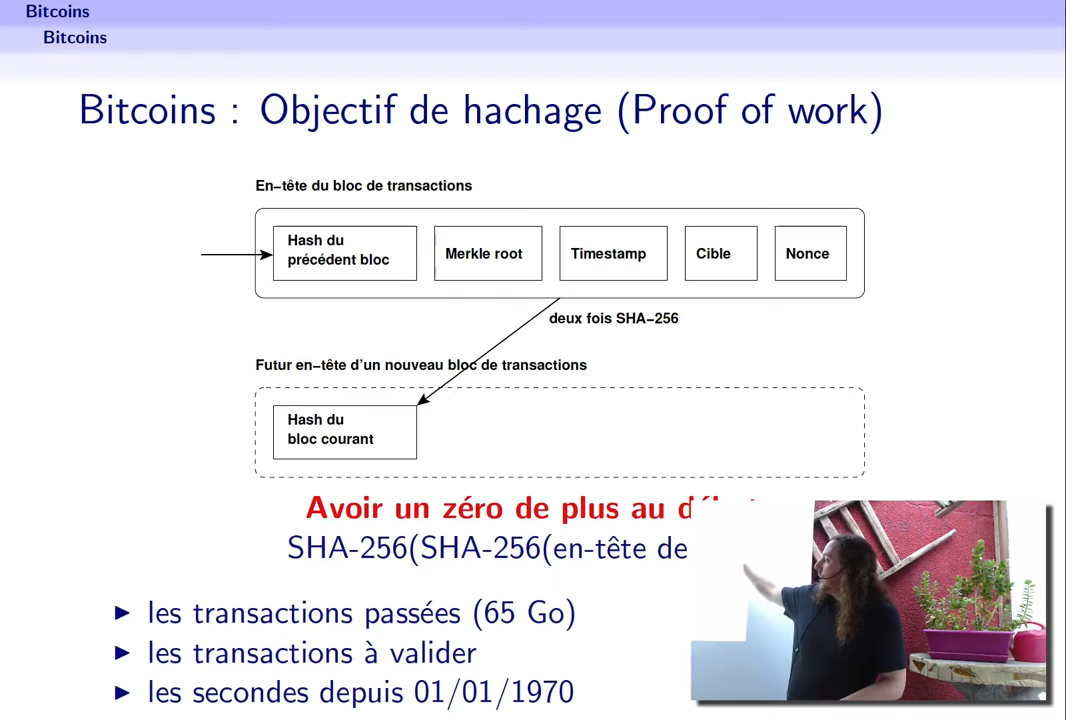 Bitcoins
Bitcoins
Bitcoins : Objectif de hachage (Proof of work)
En–tête du bloc de transactions
Hash du
précédent bloc
Merkle root
Timestamp
Cible
Nonce
deux fois SHA–256
Futur en–tête d'un nouveau bloc de transactions
Hash du
bloc courant
Avoir un zéro de plus au
SHA-256(SHA-256(en-tête de
▶ les transactions passées (65 Go)
▶ les transactions à valider
▶ les secondes depuis 01/01/1970